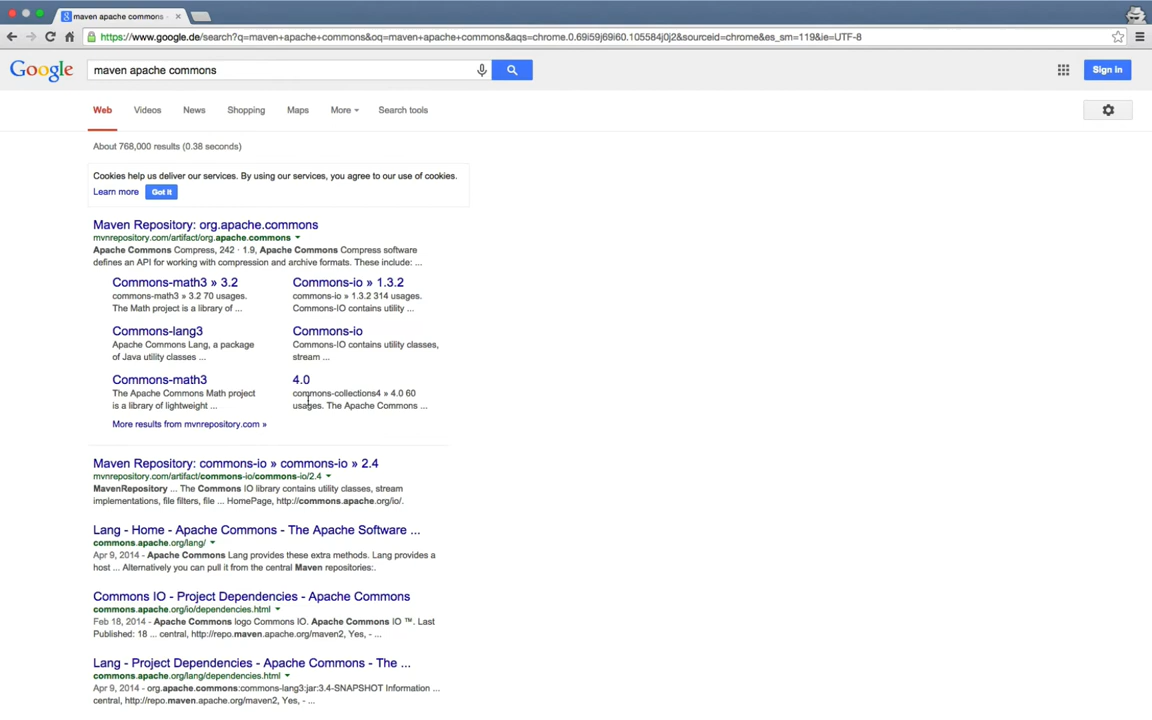 maven apache commons
https://www.google.de/search?q=maven+apache+commons&oq=maven+apache+commons&aqs=chrome.0.69i59j69i60.105584j0j2&sourceid=chrome&es_sm=119&ie=UTF-8
Google maven apache commons Sign in
Web Videos News Shopping Maps More Search tools
About 768,000 results (0.38 seconds)
Cookies help us deliver our services. By using our services, you agree to our use of cookies.
Learn more Got it
Maven Repository: org.apache.commons
mvnrepository.com/artifact/org.apache.commons
Apache Commons Compress, 242 · 1.9, Apache Commons Compress software
defines an API for working with compression and archive formats. These include: ...
Commons-math3 » 3.2
commons-math3 » 3.2 70 usages.
The Math project is a library of ...
Commons-io » 1.3.2
commons-io » 1.3.2 314 usages.
Commons-IO contains utility ...
Commons-lang3
Apache Commons Lang, a package
of Java utility classes ...
Commons-io
Commons-IO contains utility classes,
stream ...
Commons-math3
The Apache Commons Math project
is a library of lightweight ...
4.0
commons-collections4 » 4.0 60
usages. The Apache Commons ...
More results from mvnrepository.com »
Maven Repository: commons-io » commons-io » 2.4
mvnrepository.com/artifact/commons-io/commons-io/2.4
MavenRepository ... The Commons IO library contains utility classes, stream
implementations, file filters, file ... HomePage, http://commons.apache.org/io/.
Lang - Home - Apache Commons - The Apache Software ...
commons.apache.org/lang/
Apr 9, 2014 - Apache Commons Lang provides these extra methods. Lang provides a
host ... Alternatively you can pull it from the central Maven repositories:.
Commons IO - Project Dependencies - Apache Commons
commons.apache.org/io/dependencies.html
Feb 18, 2014 - Apache Commons logo Commons IO. Apache Commons IO ™. Last
Published: 18 ... central, http://repo.maven.apache.org/maven2, Yes, - ...
Lang - Project Dependencies - Apache Commons - The ...
commons.apache.org/lang/dependencies.html
Apr 9, 2014 - org.apache.commons:commons-lang3:jar:3.4-SNAPSHOT Information ...
central, http://repo.maven.apache.org/maven2, Yes, - ...